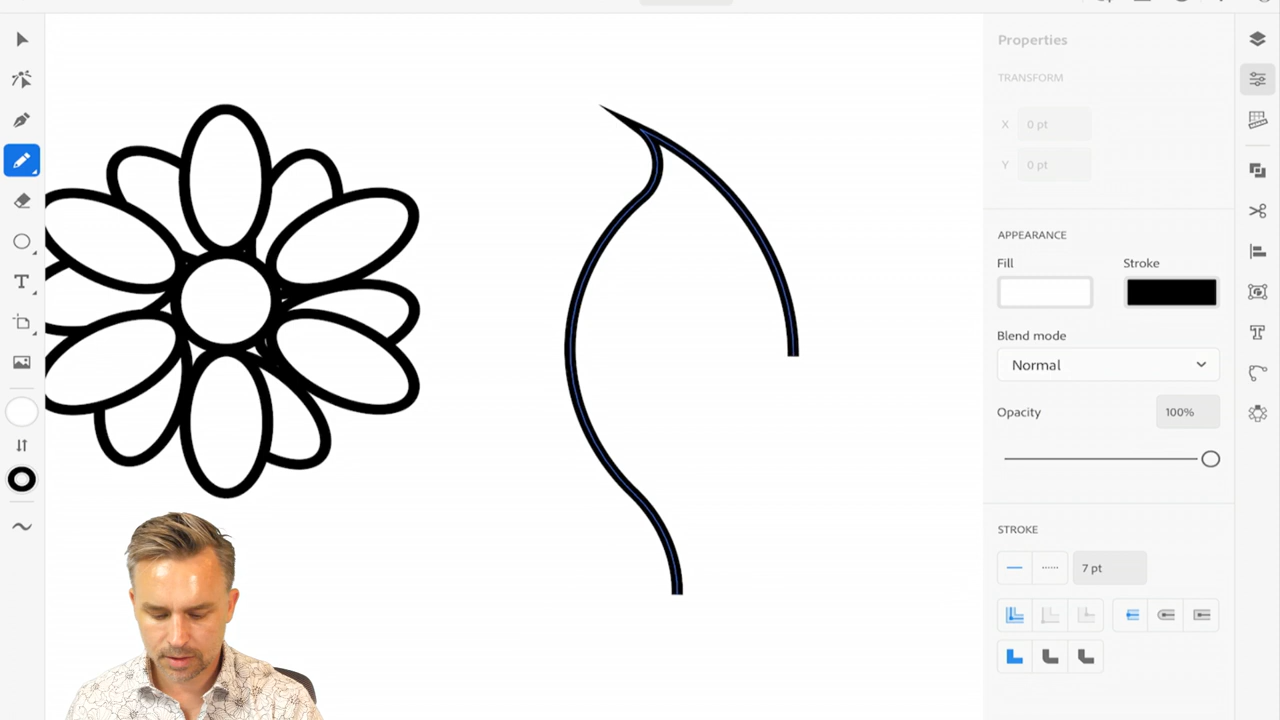 Properties
TRANSFORM
X 0 pt
Y 0 pt
APPEARANCE
Fill Stroke
Blend mode
Normal
Opacity 100%
STROKE
7 pt